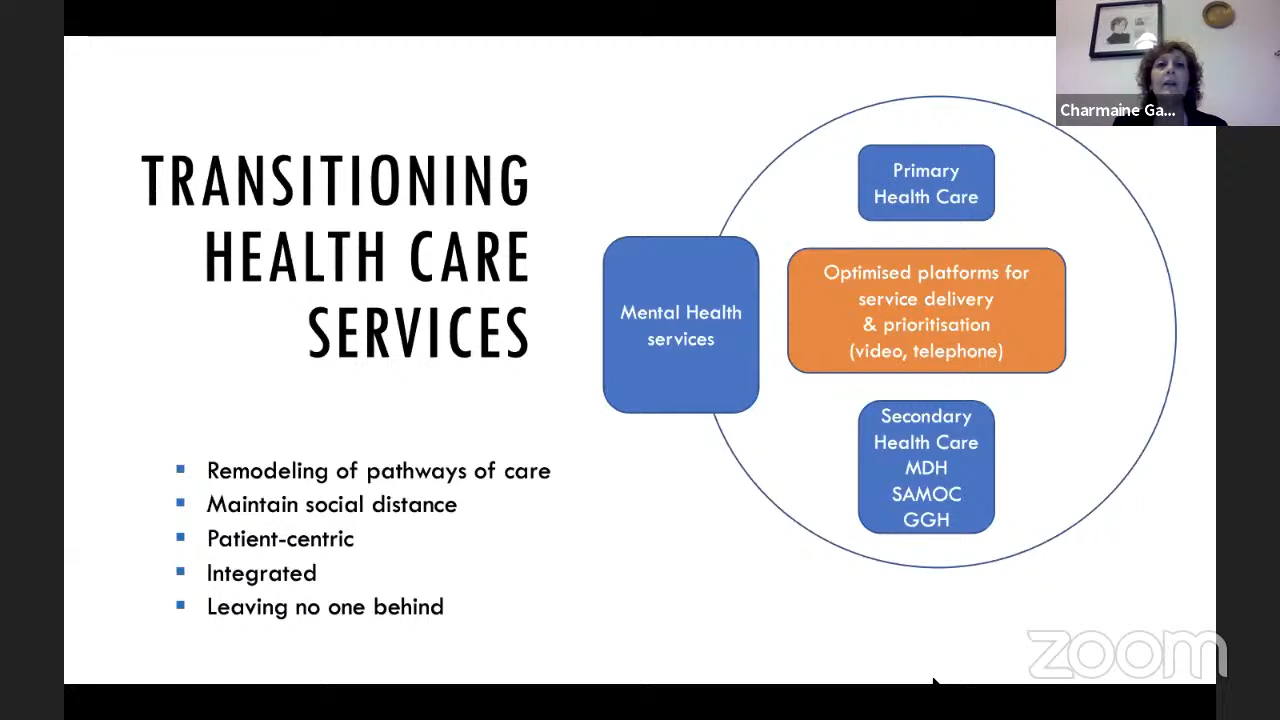 TRANSITIONING
HEALTH CARE
SERVICES
Remodeling of pathways of care
Maintain social distance
Patient-centric
Integrated
Leaving no one behind
Primary
Health Care
Mental Health
services
Optimised platforms for
service delivery
& prioritisation
(video, telephone)
Secondary
Health Care
MDH
SAMOC
GGH
Charmaine Ga...
zoom